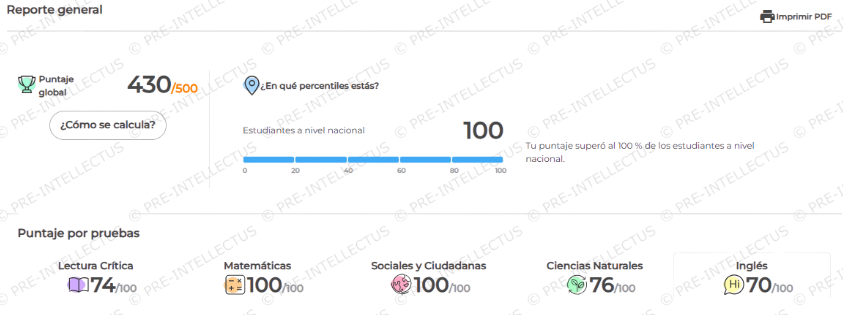 Reporte general
Imprimir PDF
Puntaje global
430/500
¿Cómo se calcula?
¿En qué percentiles estás?
Estudiantes a nivel nacional
100
0 20 40 60 80 100
Tu puntaje superó al 100 % de los estudiantes a nivel
nacional.
Puntaje por pruebas
Lectura Crítica
74/100
Matemáticas
100/100
Sociales y Ciudadanas
100/100
Ciencias Naturales
76/100
Inglés
Hi
70/100
© PRE-INTELLECTUS